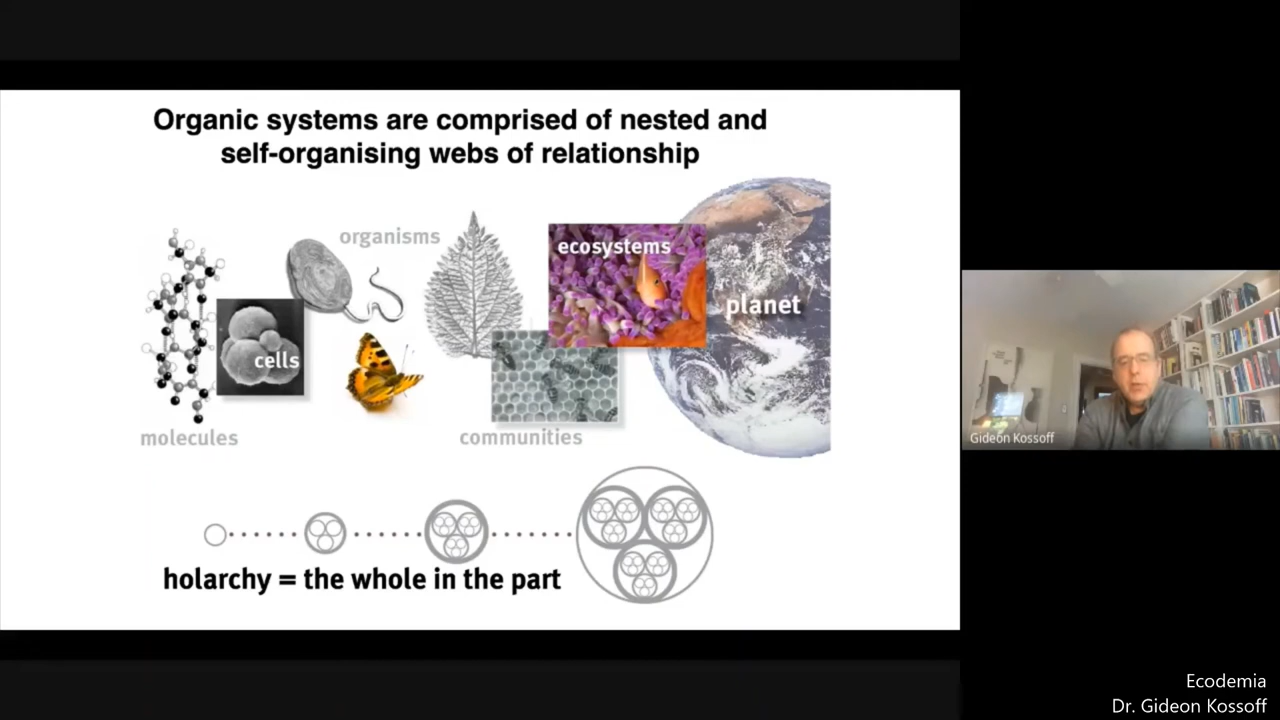 Organic systems are comprised of nested and
self-organising webs of relationship
organisms
ecosystems
planet
cells
molecules
communities
holarchy = the whole in the part
Gideon Kossoff
Ecodemia
Dr. Gideon Kossoff